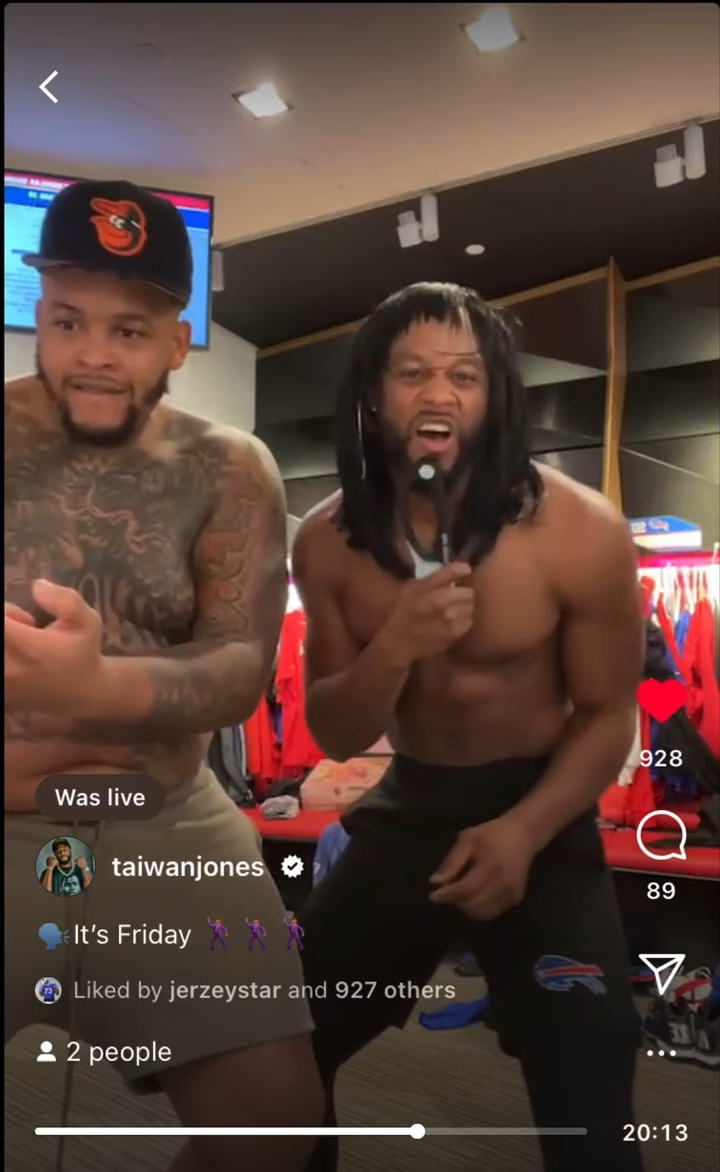 Was live
taiwanjones
It's Friday
Liked by jerzeystar and 927 others
2 people
928
89
20:13